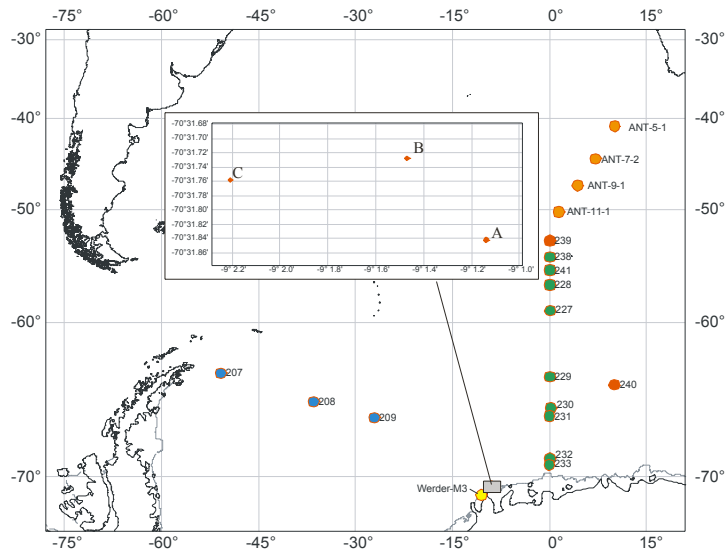 -75° -60° -45° -30° -15° 0° 15°
-30° -30°
-40° -40°
-50° -50°
-60° -60°
-70° -70°
-70°31.68'
-70°31.70'
-70°31.72'
-70°31.74'
-70°31.76'
-70°31.78'
-70°31.80'
-70°31.82'
-70°31.84'
-70°31.86'
-9° 2.2' -9° 2.0' -9° 1.8' -9° 1.6' -9° 1.4' -9° 1.2' -9° 1.0'
B
C
A
ANT-5-1
ANT-7-2
ANT-9-1
ANT-11-1
239
238
241
228
227
229
240
230
231
232
233
207
208
209
Werder-M3
-75° -60° -45° -30° -15° 0° 15°